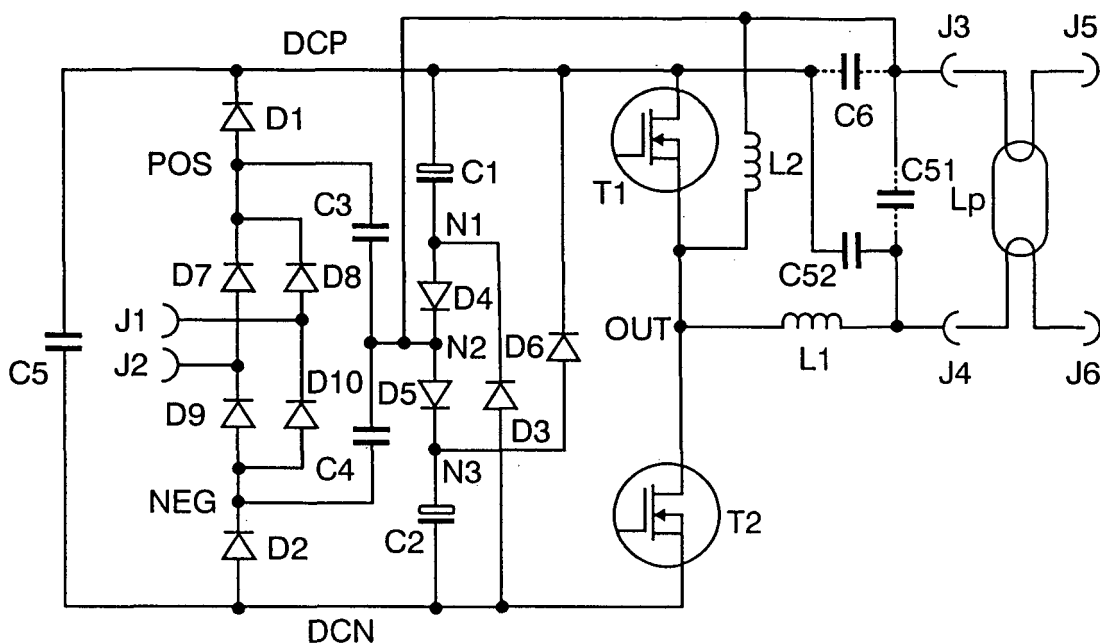 DCP
J3
J5
D1
C6
POS
C1
L2
C51
C3
T1
Lp
N1
D7
D8
C52
D4
J1
OUT
N2
D6
L1
C5
J2
D10
D5
J4
J6
D9
D3
C4
N3
NEG
T2
D2
C2
DCN